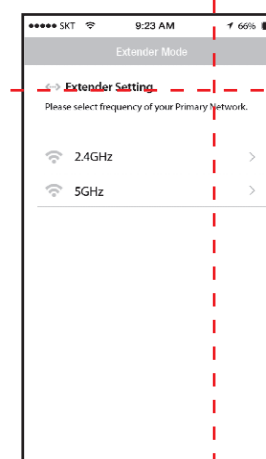 SKT 9:23 AM 66%
Extender Mode
Extender Setting
Please select frequency of your Primary Network.
2.4GHz
5GHz